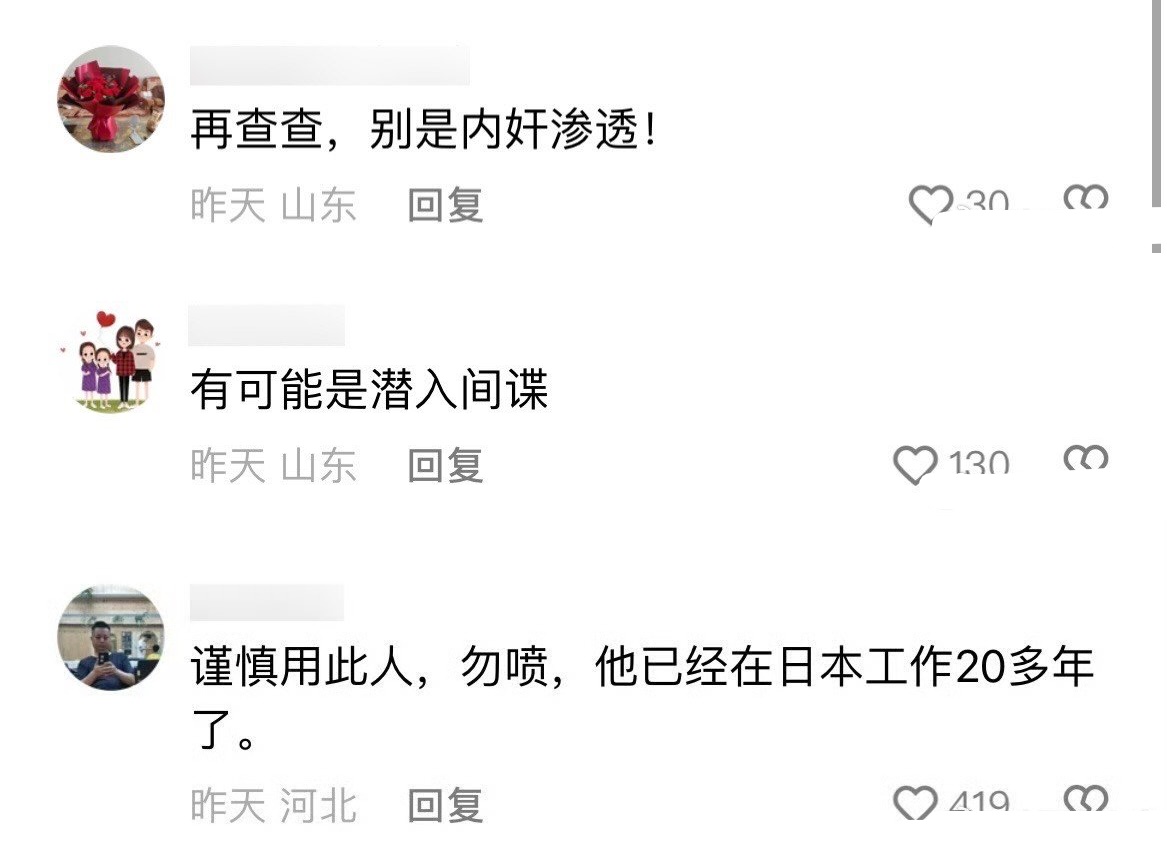 再查查，别是内奸渗透！
昨天 山东 回复 30
有可能是潜入间谍
昨天 山东 回复 130
谨慎用此人，勿喷，他已经在日本工作20多年
了。
昨天 河北 回复 419